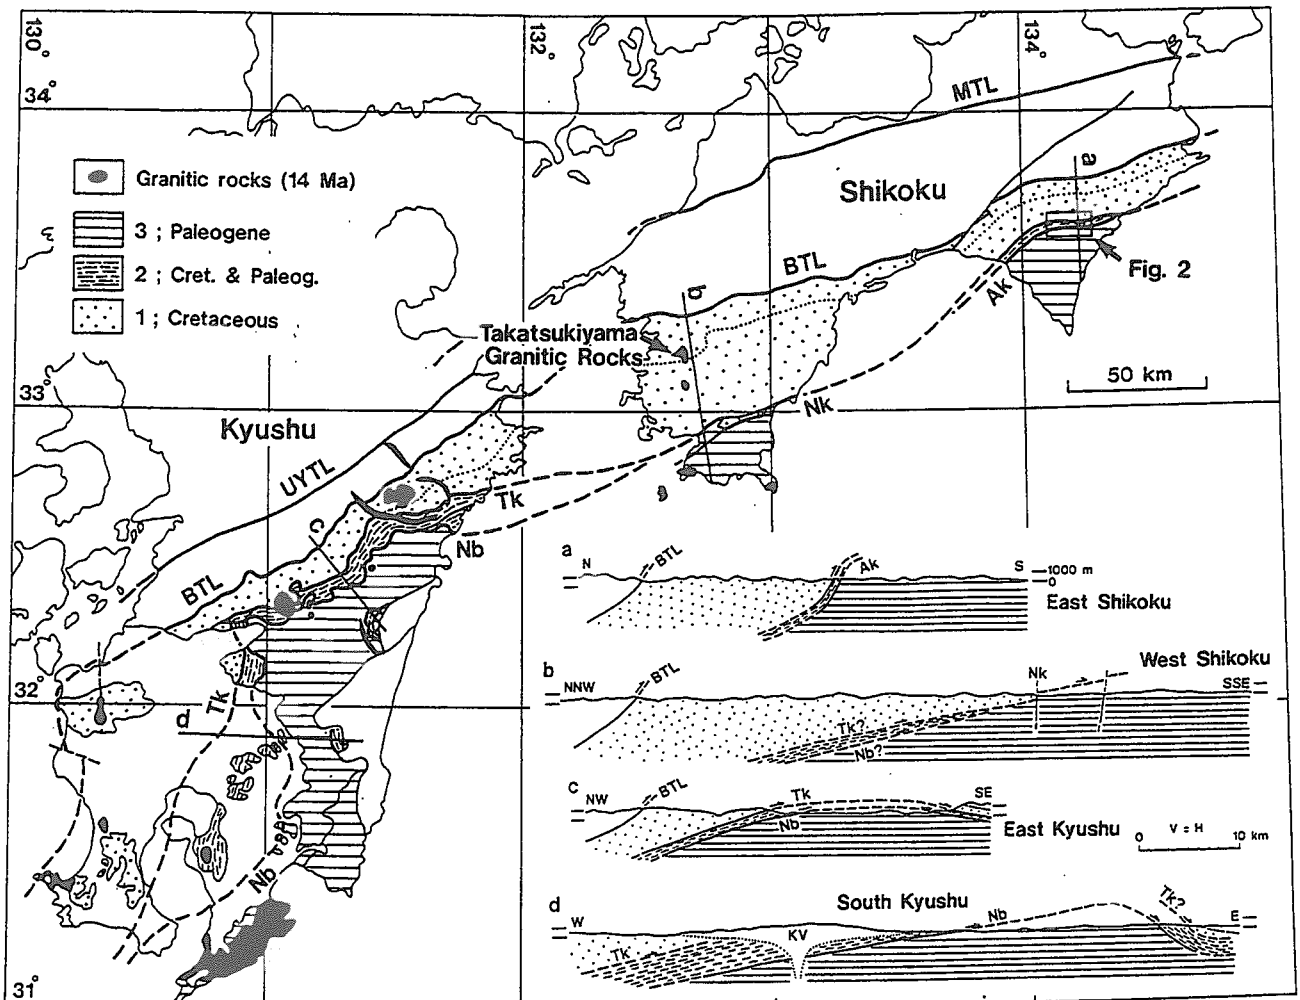 130°
132°
134°
34°
MTL
Granitic rocks (14 Ma)
3 ; Paleogene
2 ; Cret. & Paleog.
1 ; Cretaceous
Shikoku
a
BTL
b
Ak
Fig. 2
Takatsukiyama
Granitic Rocks
50 km
33°
Kyushu
Nk
UYTL
Tk
C
Nb
BTL
32°
Tk
d
Nb
31°
a
N
BTL
Ak
S
1000 m
0
East Shikoku
b
NNW
BTL
Nk
West Shikoku
SSE
Tk?
Nb?
C
NW
BTL
Tk
SE
Nb
East Kyushu
0
V = H
10 km
d
South Kyushu
W
KV
Nb
Tk?
E
Tk